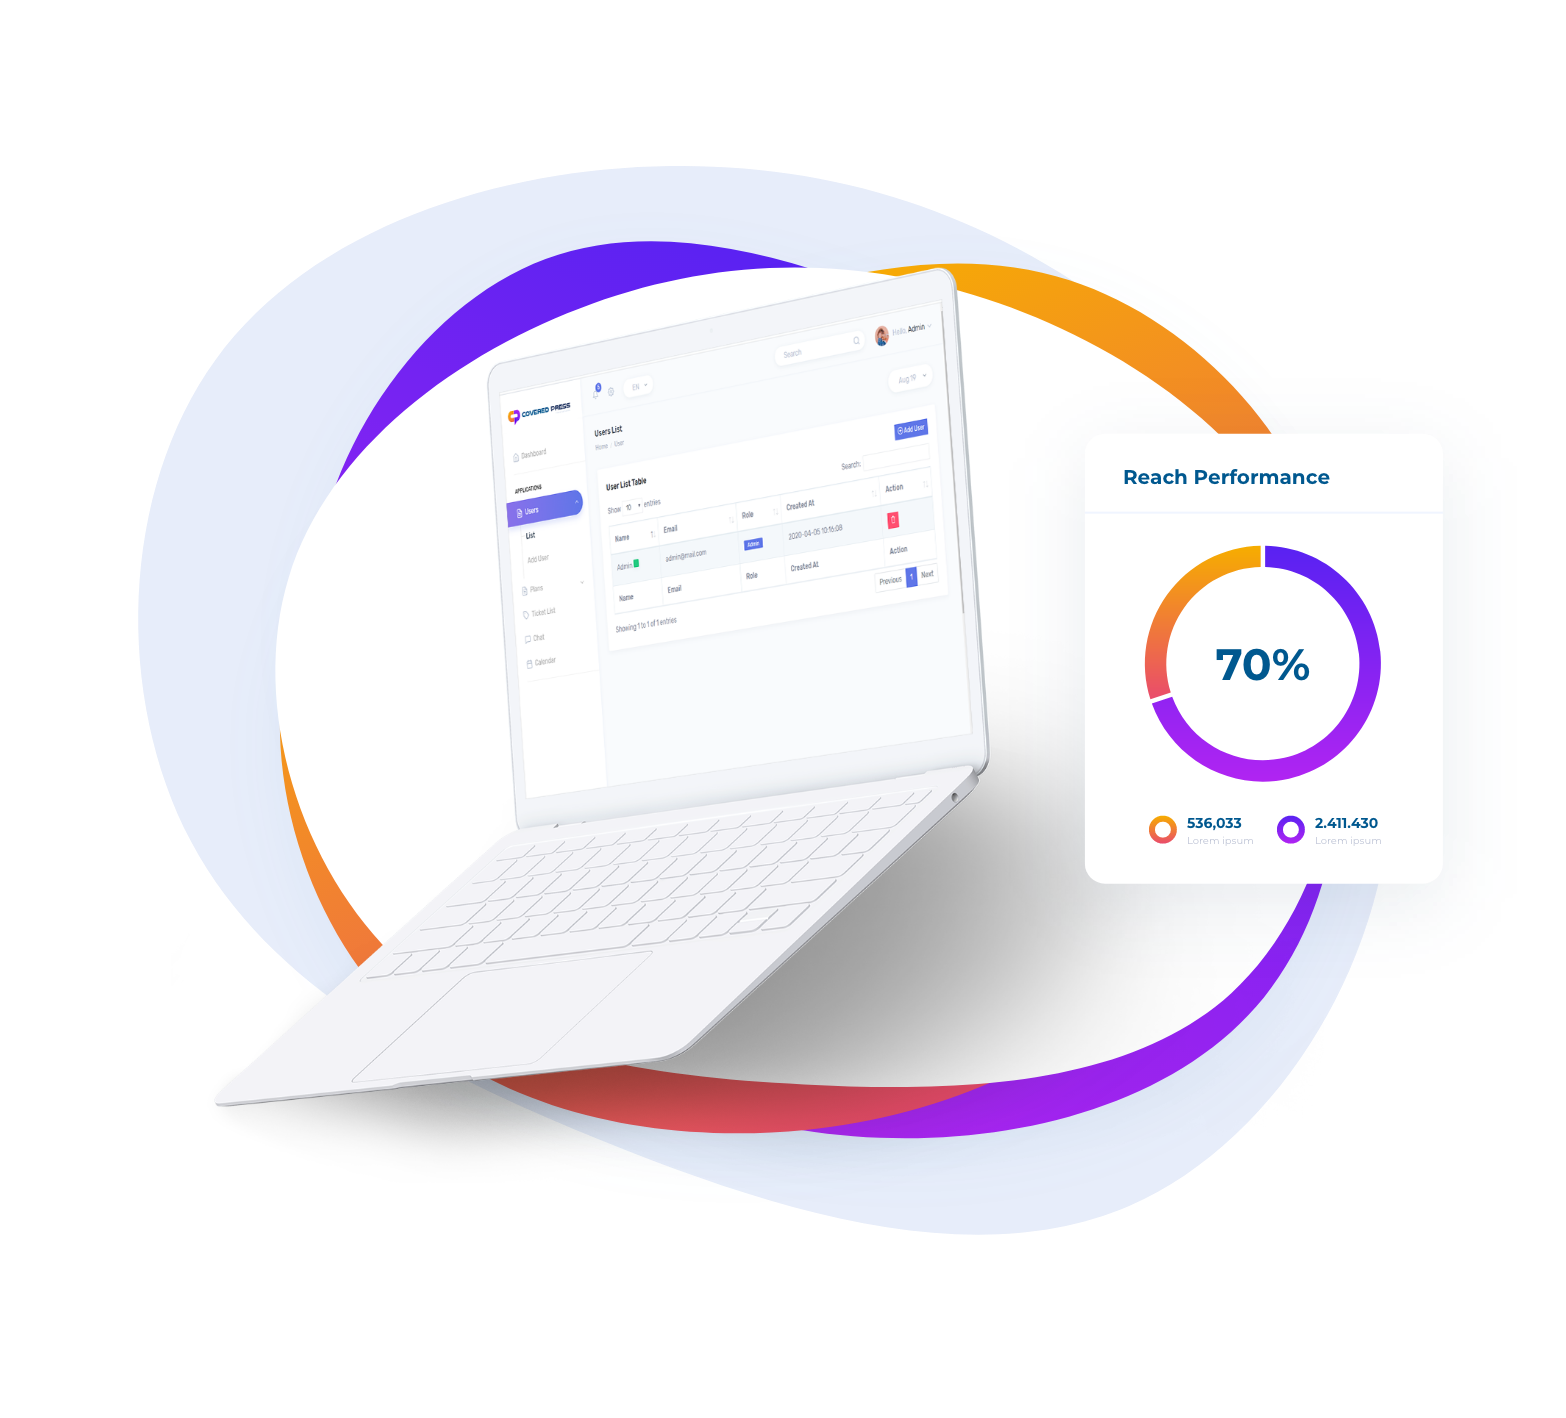 COVERED PRESS
Dashboard
APPLICATIONS
Users
List
Add User
Plans
Ticket List
Chat
Calendar
EN
Search
Hello, Admin
Aug 10
Users List
Home / User
Add User
User List Table
Show 10 entries
Search:
Name Email Role Created At Action
Admin admin@mail.com Admin 2020-04-05 10:16:08
Name Email Role Created At Action
Showing 1 to 1 of 1 entries
Previous 1 Next
Reach Performance
70%
536,033
Lorem ipsum
2.411.430
Lorem ipsum